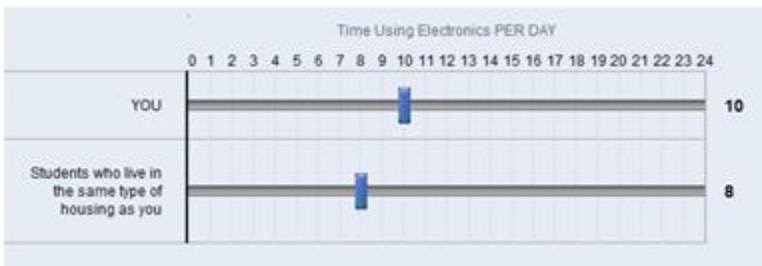 Time Using Electronics PER DAY
0 1 2 3 4 5 6 7 8 9 10 11 12 13 14 15 16 17 18 19 20 21 22 23 24
YOU
10
Students who live in
the same type of
housing as you
8